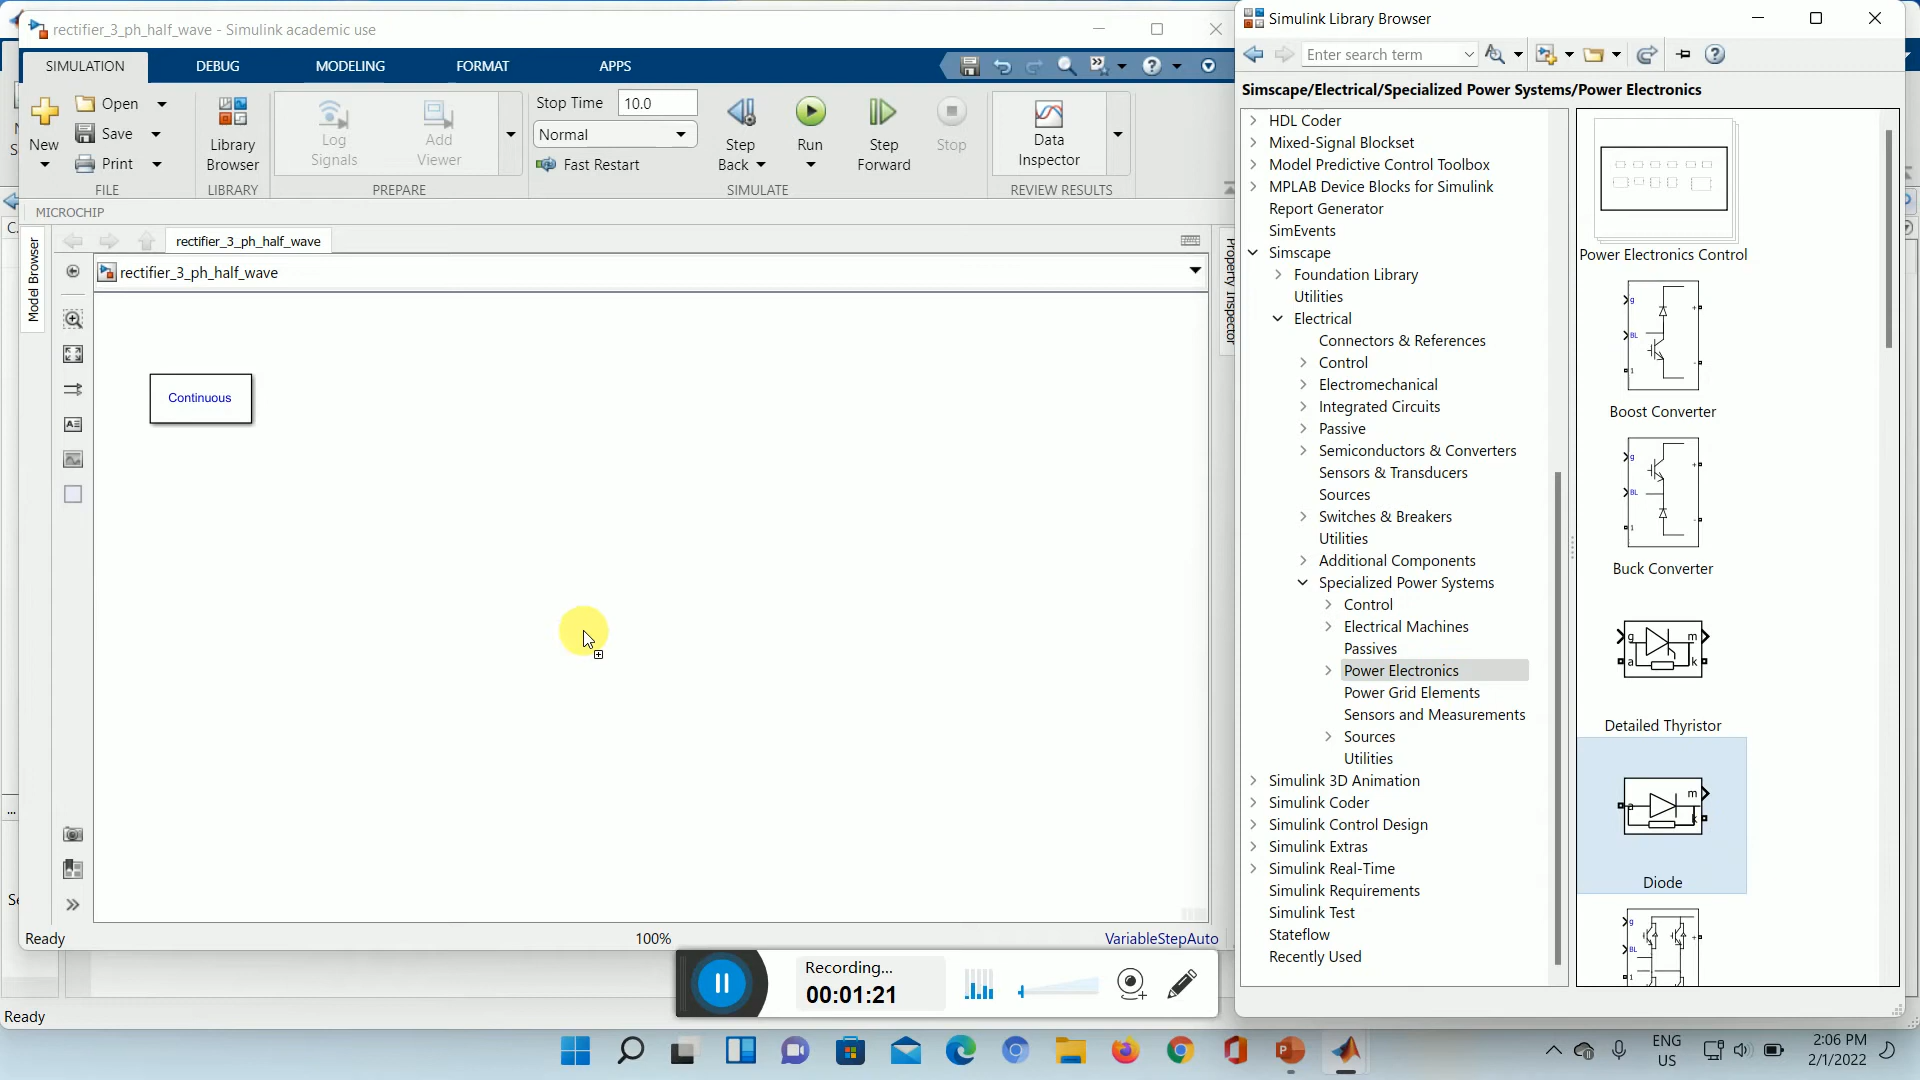 rectifier_3_ph_half_wave - Simulink academic use
SIMULATION
DEBUG
MODELING
FORMAT
APPS
New
Open
Save
Print
FILE
Library Browser
LIBRARY
Log Signals
Add Viewer
PREPARE
Stop Time
10.0
Normal
Fast Restart
Step Back
Run
Step Forward
Stop
SIMULATE
Data Inspector
REVIEW RESULTS
MICROCHIP
Model Browser
rectifier_3_ph_half_wave
rectifier_3_ph_half_wave
Property Inspector
Continuous
Ready
100%
VariableStepAuto
Recording...
00:01:21
Ready
Simulink Library Browser
Enter search term
Simscape/Electrical/Specialized Power Systems/Power Electronics
HDL Coder
Mixed-Signal Blockset
Model Predictive Control Toolbox
MPLAB Device Blocks for Simulink
Report Generator
SimEvents
Simscape
Foundation Library
Utilities
Electrical
Connectors & References
Control
Electromechanical
Integrated Circuits
Passive
Semiconductors & Converters
Sensors & Transducers
Sources
Switches & Breakers
Utilities
Additional Components
Specialized Power Systems
Control
Electrical Machines
Passives
Power Electronics
Power Grid Elements
Sensors and Measurements
Sources
Utilities
Simulink 3D Animation
Simulink Coder
Simulink Control Design
Simulink Extras
Simulink Real-Time
Simulink Requirements
Simulink Test
Stateflow
Recently Used
Power Electronics Control
g
BL
1
Boost Converter
g
BL
1
Buck Converter
g
m
a
k
Detailed Thyristor
m
a
k
Diode
g
BL
1
ENG
US
2:06 PM
2/1/2022